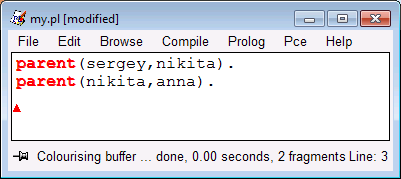 my.pl [modified]
File Edit Browse Compile Prolog Pce Help
parent(sergey,nikita).
parent(nikita,anna).
Colourising buffer ... done, 0.00 seconds, 2 fragments Line: 3